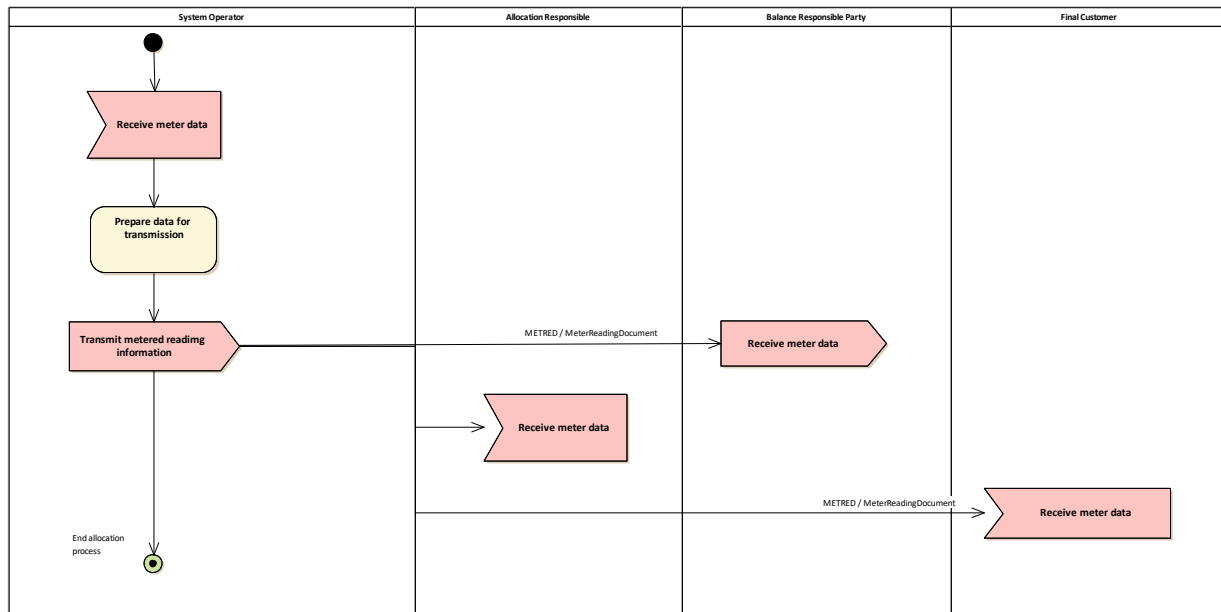 System Operator
Allocation Responsible
Balance Responsible Party
Final Customer
Receive meter data
Prepare data for
transmission
Transmit metered readimg
information
METRED / MeterReadingDocument
Receive meter data
Receive meter data
METRED / MeterReadingDocument
Receive meter data
End allocation
process